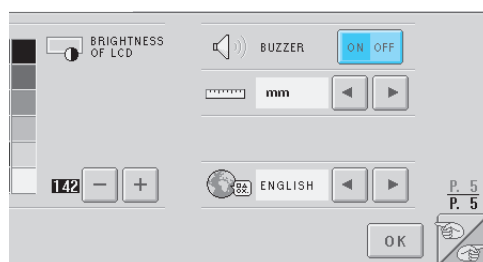 BRIGHTNESS
OF LCD
BUZZER
ON OFF
mm
142
ENGLISH
P. 5
P. 5
OK